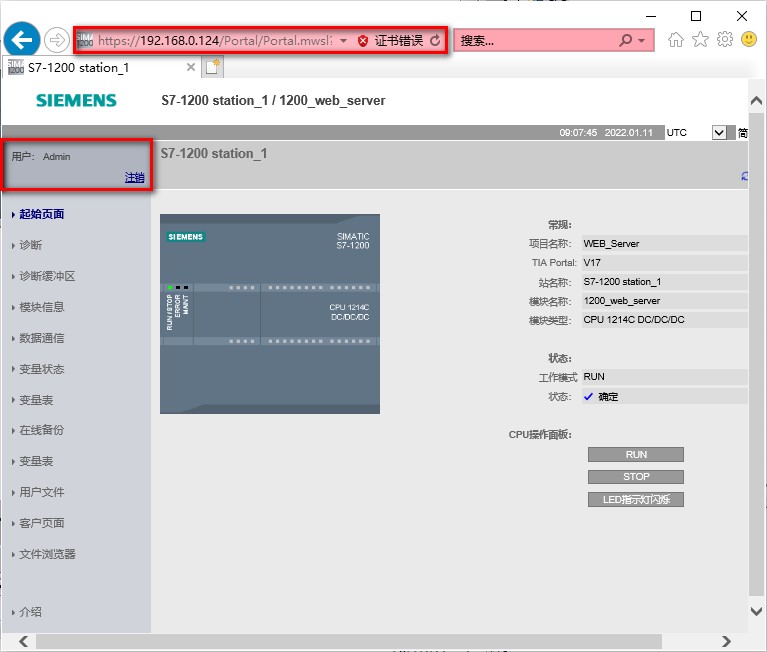 https://192.168.0.124/Portal/Portal.mwsl? 证书错误 搜索...
S7-1200 station_1
SIEMENS S7-1200 station_1 / 1200_web_server
09:07:45 2022.01.11 UTC 简
用户: Admin
注销
S7-1200 station_1
起始页面
诊断
诊断缓冲区
模块信息
数据通信
变量状态
变量表
在线备份
变量表
用户文件
客户页面
文件浏览器
介绍
SIEMENS
SIMATIC
S7-1200
RUN/STOP
ERROR
MAINT
CPU 1214C
DC/DC/DC
常规:
项目名称: WEB_Server
TIA Portal: V17
站名称: S7-1200 station_1
模块名称: 1200_web_server
模块类型: CPU 1214C DC/DC/DC
状态:
工作模式 RUN
状态: 确定
CPU操作面板:
RUN
STOP
LED指示灯闪烁